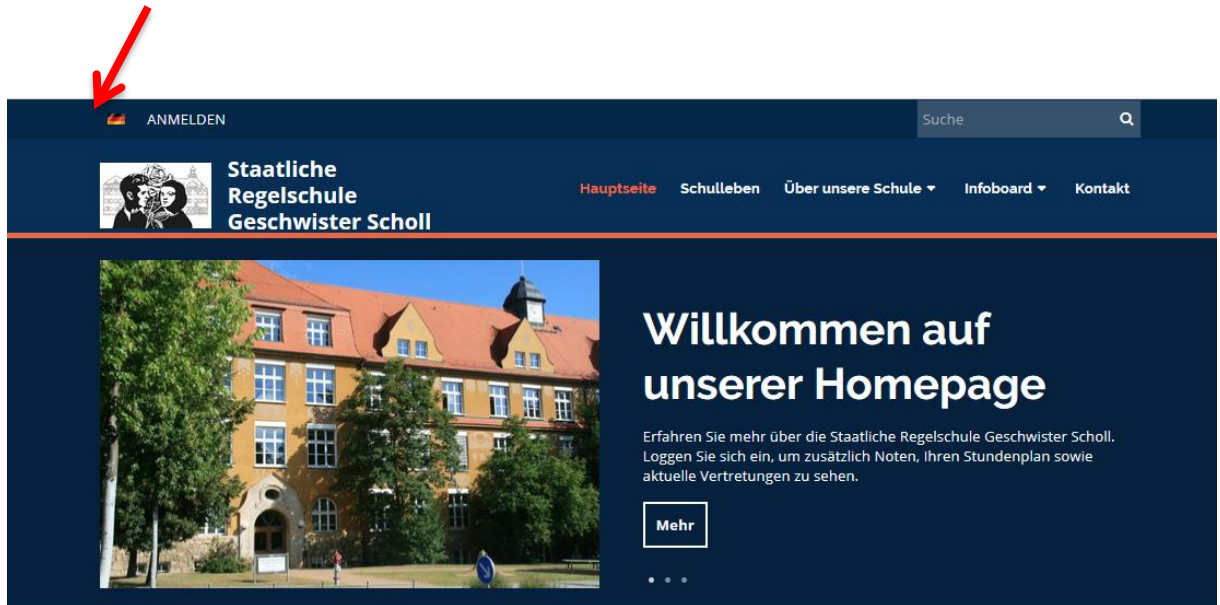 ANMELDEN
Suche
Staatliche
Regelschule
Geschwister Scholl
Hauptseite Schulleben Über unsere Schule Infoboard Kontakt
Willkommen auf
unserer Homepage
Erfahren Sie mehr über die Staatliche Regelschule Geschwister Scholl.
Loggen Sie sich ein, um zusätzlich Noten, Ihren Stundenplan sowie
aktuelle Vertretungen zu sehen.
Mehr